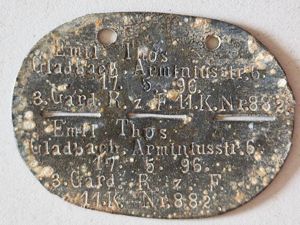 Emil Thos
Gladbach. Arminiusstr. 6.
17. 5. 96.
3. Gard. R. z. F. 11. K. Nr. 882.
Emil Thos
Gladbach. Arminiusstr. 6.
17. 5. 96.
3. Gard. R. z. F.
11. K. Nr. 882.